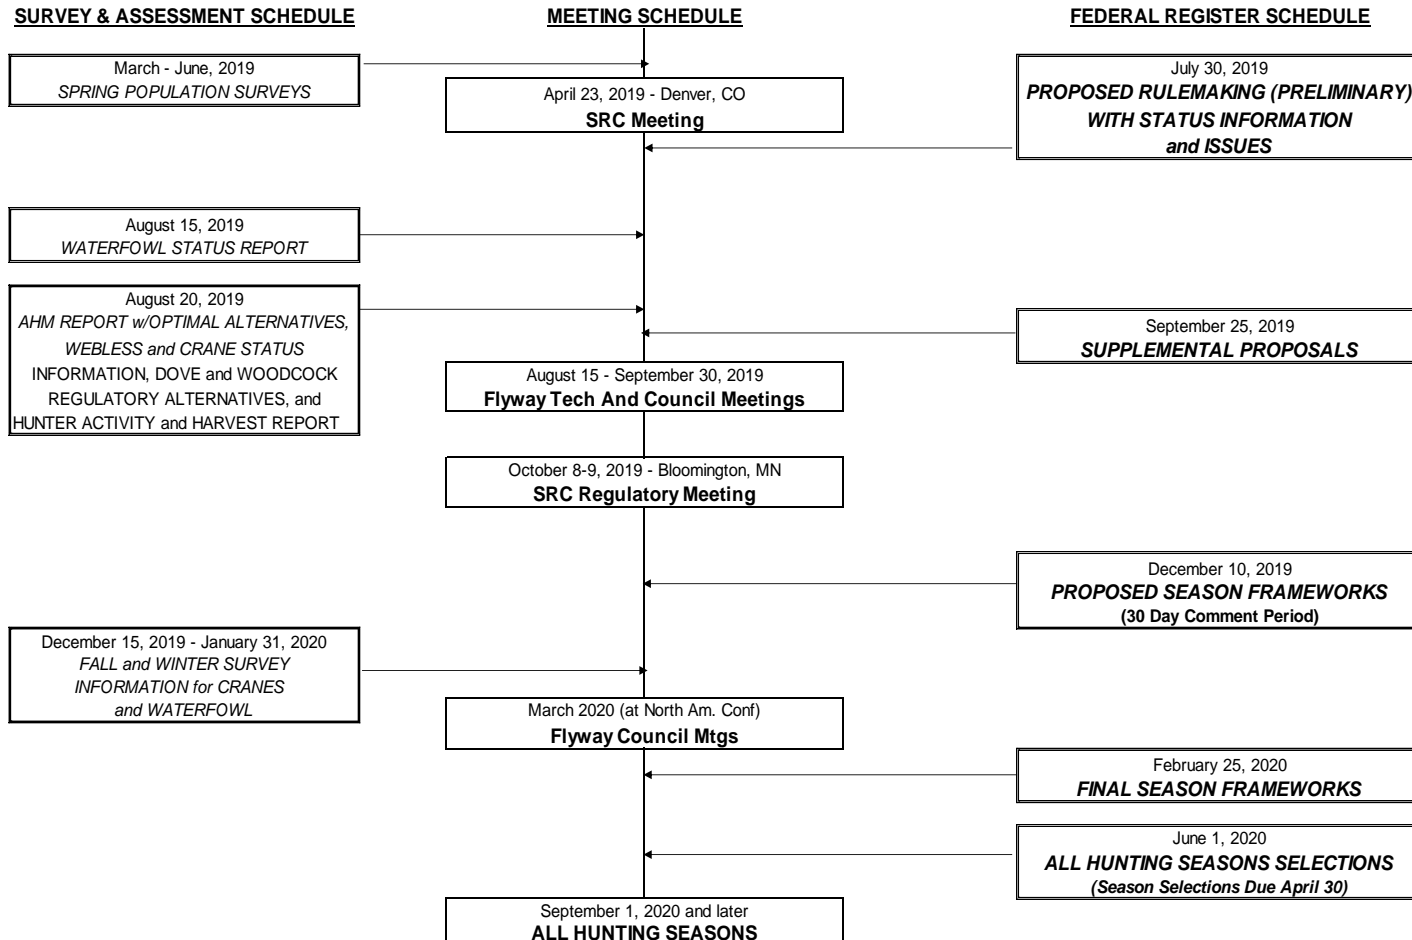 SURVEY & ASSESSMENT SCHEDULE
MEETING SCHEDULE
FEDERAL REGISTER SCHEDULE
March - June, 2019
SPRING POPULATION SURVEYS
April 23, 2019 - Denver, CO
SRC Meeting
July 30, 2019
PROPOSED RULEMAKING (PRELIMINARY)
WITH STATUS INFORMATION
and ISSUES
August 15, 2019
WATERFOWL STATUS REPORT
August 20, 2019
AHM REPORT w/OPTIMAL ALTERNATIVES,
WEBLESS and CRANE STATUS
INFORMATION, DOVE and WOODCOCK
REGULATORY ALTERNATIVES, and
HUNTER ACTIVITY and HARVEST REPORT
September 25, 2019
SUPPLEMENTAL PROPOSALS
August 15 - September 30, 2019
Flyway Tech And Council Meetings
October 8-9, 2019 - Bloomington, MN
SRC Regulatory Meeting
December 10, 2019
PROPOSED SEASON FRAMEWORKS
(30 Day Comment Period)
December 15, 2019 - January 31, 2020
FALL and WINTER SURVEY
INFORMATION for CRANES
and WATERFOWL
March 2020 (at North Am. Conf)
Flyway Council Mtgs
February 25, 2020
FINAL SEASON FRAMEWORKS
June 1, 2020
ALL HUNTING SEASONS SELECTIONS
(Season Selections Due April 30)
September 1, 2020 and later
ALL HUNTING SEASONS